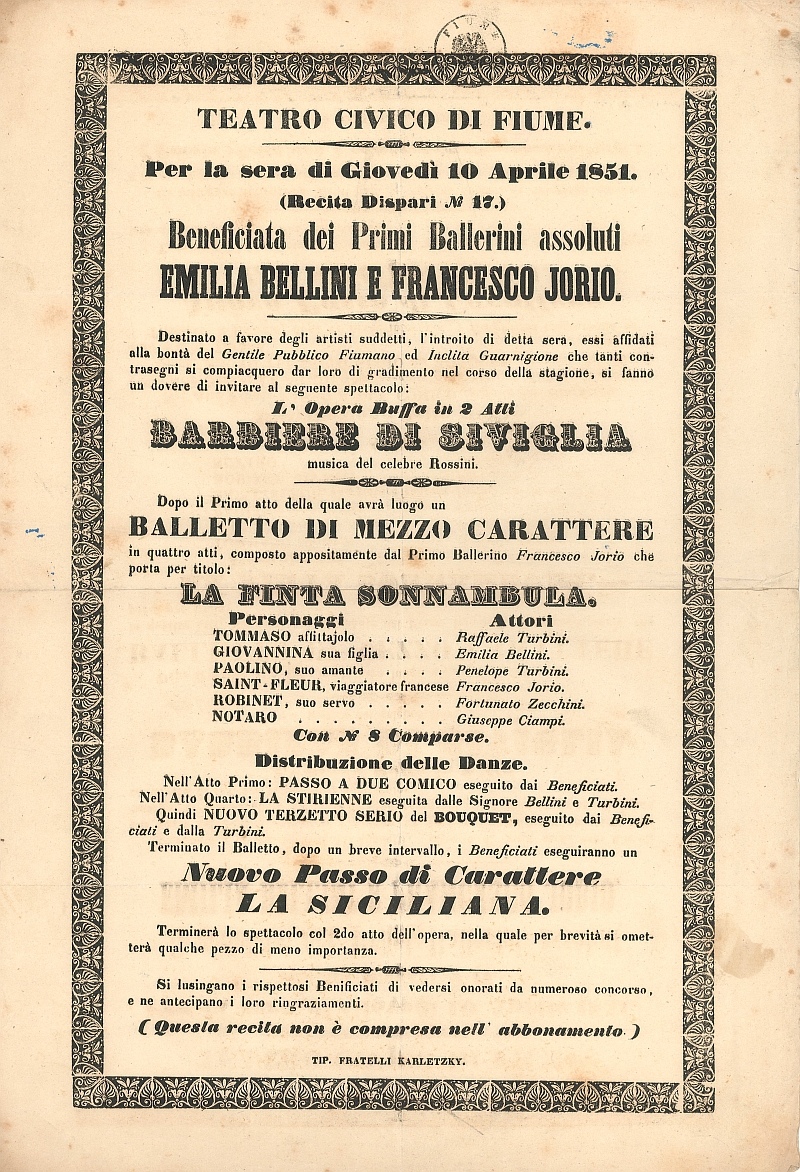 FIUME
TEATRO CIVICO DI FIUME.
Per la sera di Giovedì 10 Aprile 1851.
(Recita Dispari № 17.)
Beneficiata dei Primi Ballerini assoluti
EMILIA BELLINI E FRANCESCO JORIO.
Destinato a favore degli artisti suddetti, l'introito di detta sera, essi affidati
alla bontà del Gentile Pubblico Fiumano ed Inclita Guarnigione che tanti con-
trasegni si compiacquero dar loro di gradimento nel corso della stagione, si fanno
un dovere di invitare al seguente spettacolo:
L' Opera Buffa in 2 Atti
BARBIERE DI SIVIGLIA
musica del celebre Rossini.
Dopo il Primo atto della quale avrà luogo un
BALLETTO DI MEZZO CARATTERE
in quattro atti, composto appositamente dal Primo Ballerino Francesco Jorio che
porta per titolo:
LA FINTA SONNAMBULA.
Personaggi Attori
TOMMASO affittajolo . . . . . Raffaele Turbini.
GIOVANNINA sua figlia . . . . Emilia Bellini.
PAOLINO, suo amante . . . . Penelope Turbini.
SAINT-FLEUR, viaggiatore francese Francesco Jorio.
ROBINET, suo servo . . . . . Fortunato Zecchini.
NOTARO . . . . . . . . . Giuseppe Ciampi.
Con № 8 Comparse.
Distribuzione delle Danze.
Nell'Atto Primo: PASSO A DUE COMICO eseguito dai Beneficiati.
Nell'Atto Quarto: LA STIRIENNE eseguita dalle Signore Bellini e Turbini.
Quindi NUOVO TERZETTO SERIO del BOUQUET, eseguito dai Benefi-
ciati e dalla Turbini.
Terminato il Balletto, dopo un breve intervallo, i Beneficiati eseguiranno un
Nuovo Passo di Carattere
LA SICILIANA.
Terminerà lo spettacolo col 2do atto dell'opera, nella quale per brevità si omet-
terà qualche pezzo di meno importanza.
Si lusingano i rispettosi Benificiati di vedersi onorati da numeroso concorso,
e ne antecipano i loro ringraziamenti.
(Questa recita non è compresa nell' abbonamento.)
TIP. FRATELLI KARLETZKY.